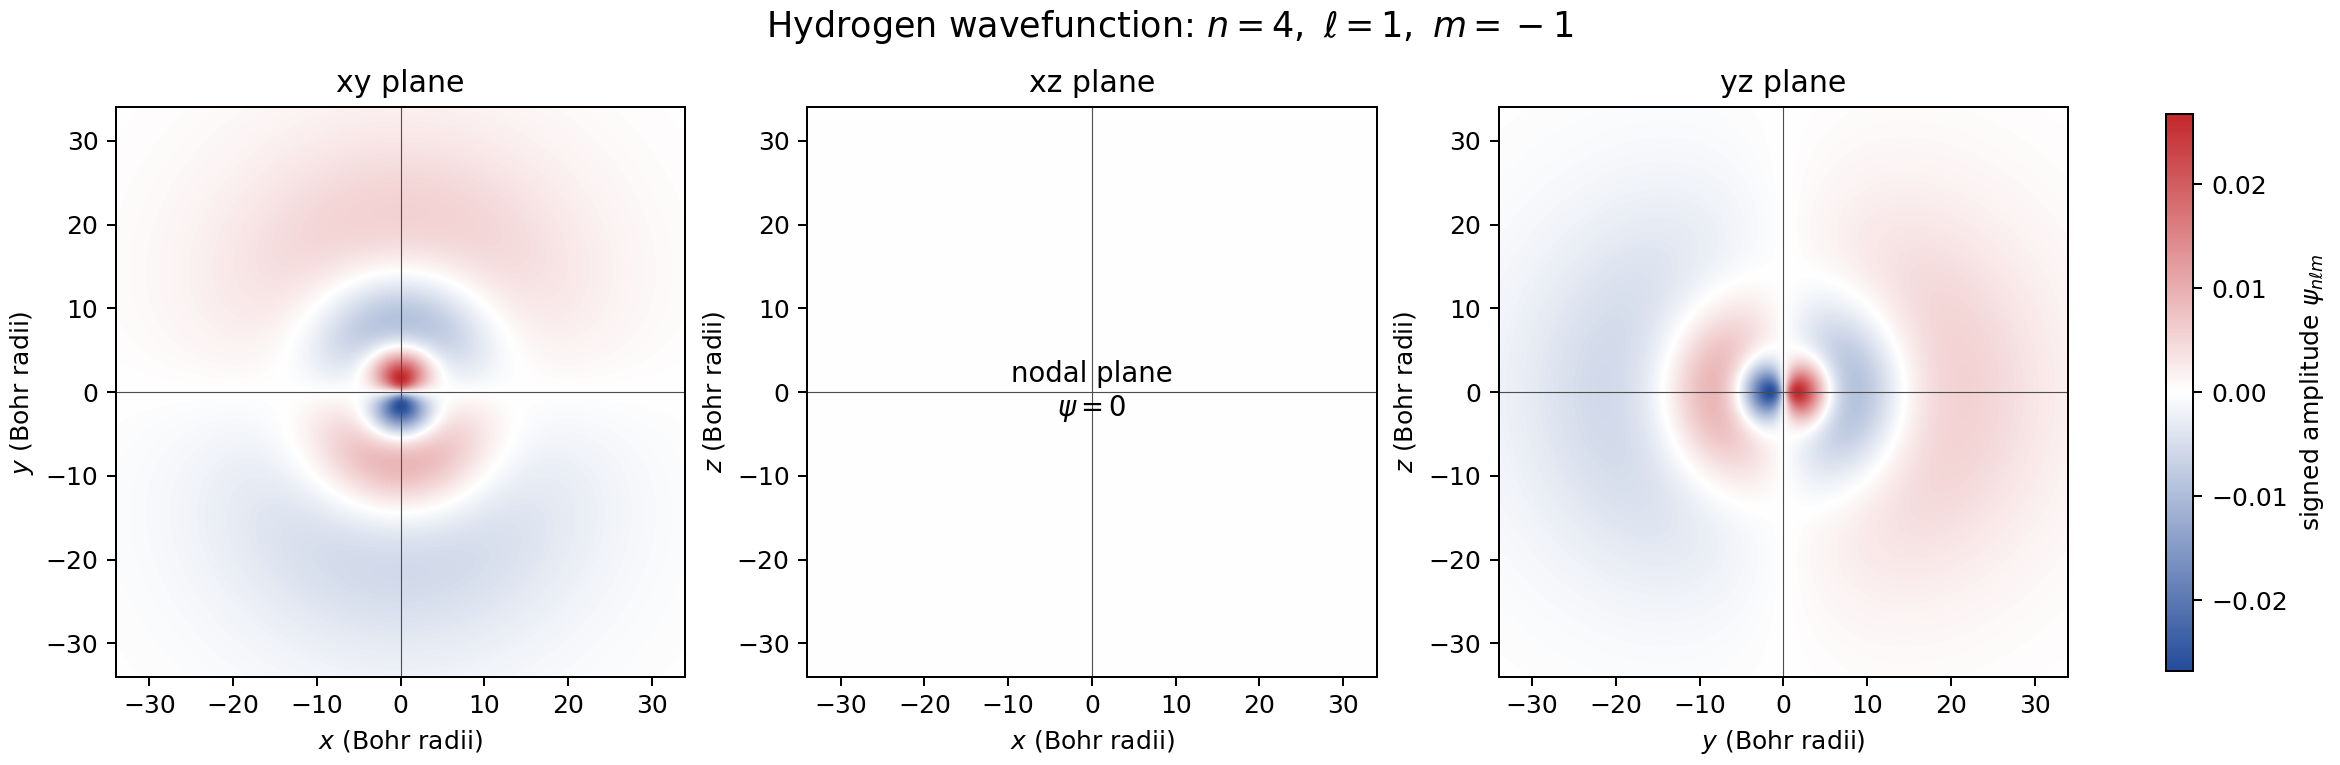 Hydrogen wavefunction: n = 4, ℓ = 1, m = −1
xy plane
30
20
10
0
−10
−20
−30
y (Bohr radii)
−30 −20 −10 0 10 20 30
x (Bohr radii)
xz plane
30
20
10
0
−10
−20
−30
z (Bohr radii)
nodal plane
ψ = 0
−30 −20 −10 0 10 20 30
x (Bohr radii)
yz plane
30
20
10
0
−10
−20
−30
z (Bohr radii)
−30 −20 −10 0 10 20 30
y (Bohr radii)
0.02
0.01
0.00
−0.01
−0.02
signed amplitude ψnℓm